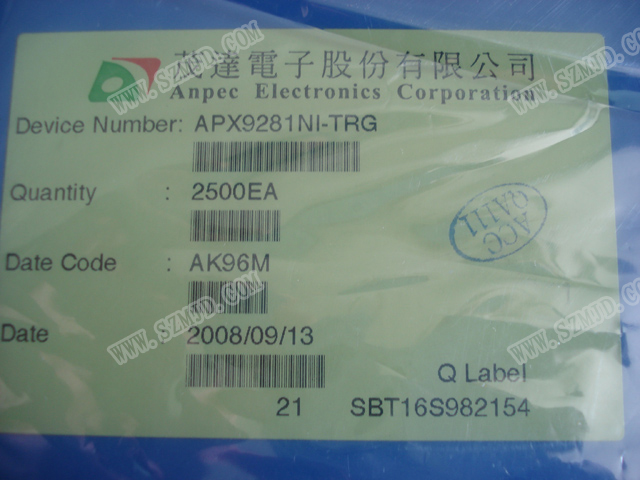 茂達電子股份有限公司
Anpec Electronics Corporation
Device Number: APX9281NI-TRG
Quantity : 2500EA
ACC
QA111
Date Code : AK96M
Date 2008/09/13
Q Label
21 SBT16S982154
WWW.SZMJD.COM
WWW.SZMJD.COM
WWW.SZMJD.COM
WWW.SZMJD.COM